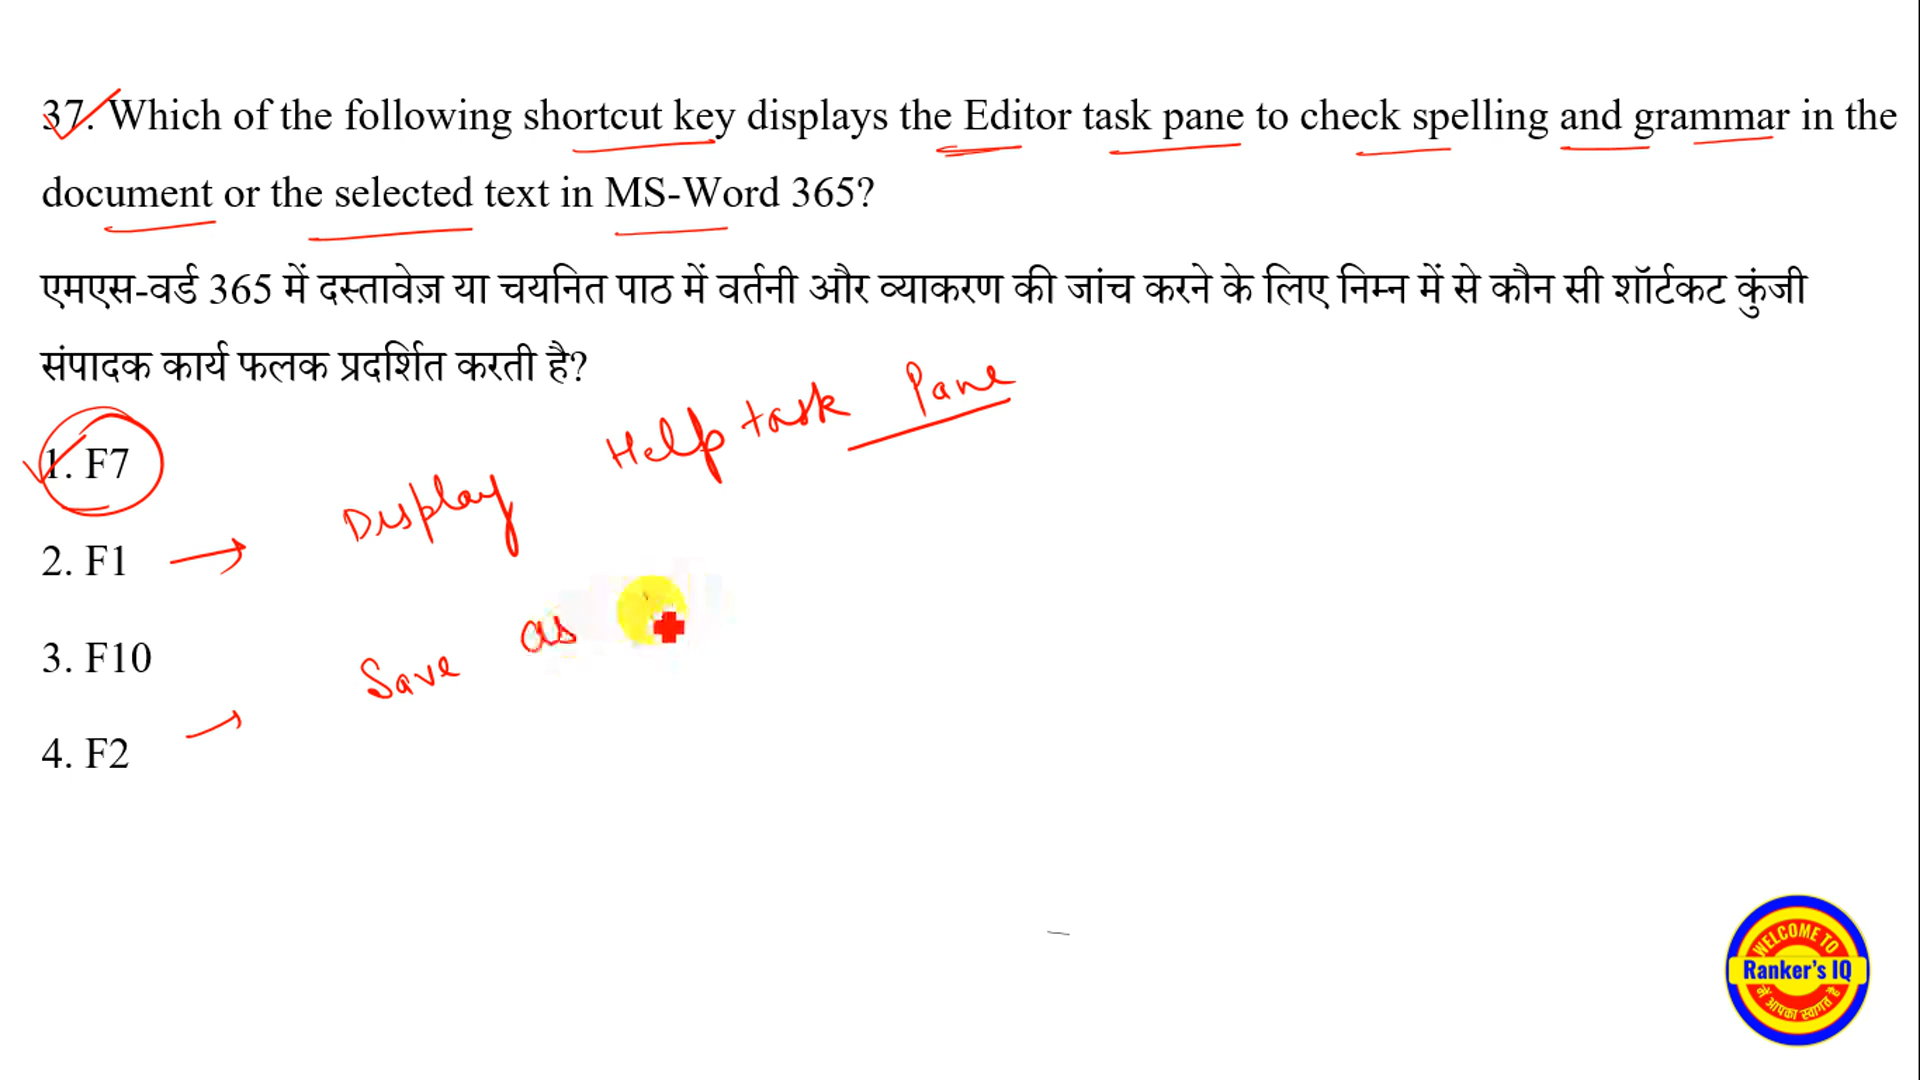 37. Which of the following shortcut key displays the Editor task pane to check spelling and grammar in the
document or the selected text in MS-Word 365?
एमएस-वर्ड 365 में दस्तावेज़ या चयनित पाठ में वर्तनी और व्याकरण की जांच करने के लिए निम्न में से कौन सी शॉर्टकट कुंजी
संपादक कार्य फलक प्रदर्शित करती है?
1. F7
Display Help task Pane
2. F1
3. F10
Save as
4. F2
WELCOME TO
Ranker's IQ
में आपका स्वागत है